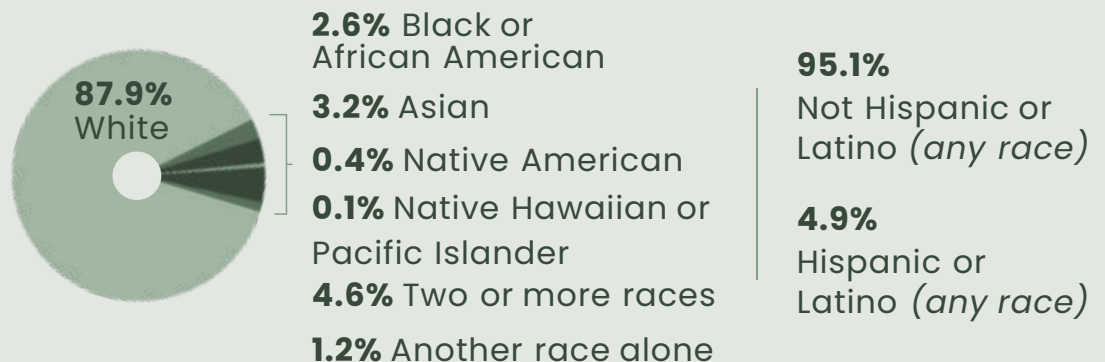 87.9%
White
2.6% Black or
African American
3.2% Asian
0.4% Native American
0.1% Native Hawaiian or
Pacific Islander
4.6% Two or more races
1.2% Another race alone
95.1%
Not Hispanic or
Latino (any race)
4.9%
Hispanic or
Latino (any race)